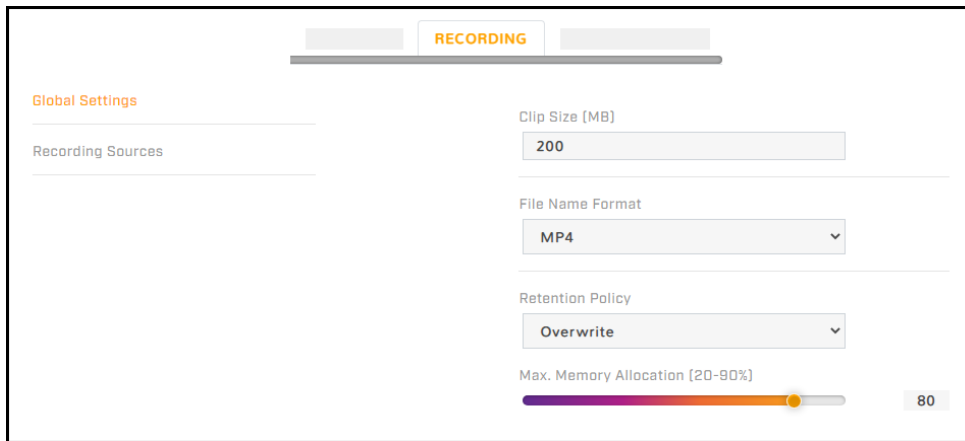 RECORDING
Global Settings
Recording Sources
Clip Size (MB)
200
File Name Format
MP4
Retention Policy
Overwrite
Max. Memory Allocation (20-90%)
80